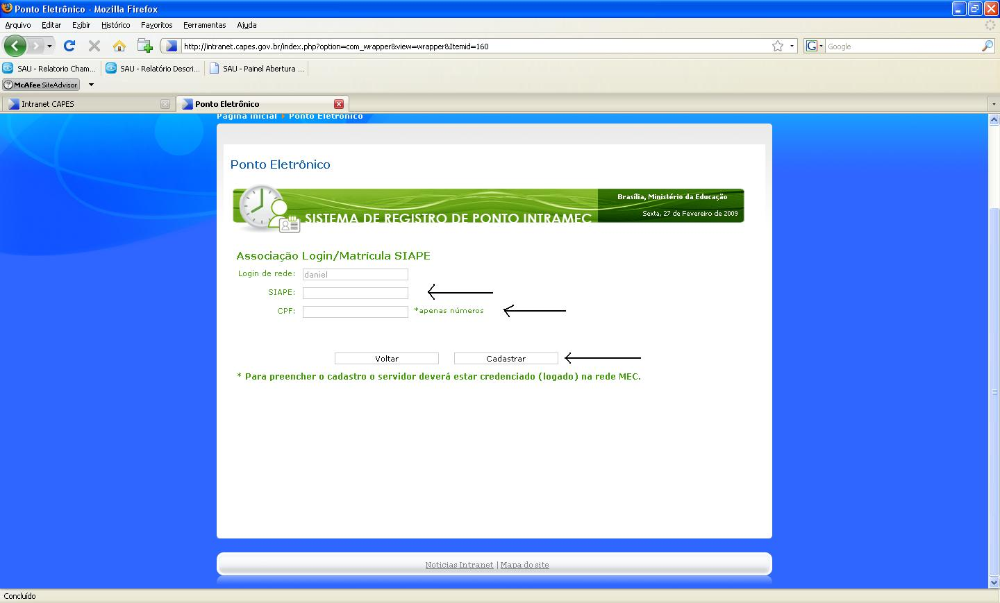 Ponto Eletrônico - Mozilla Firefox
Arquivo Editar Exibir Histórico Favoritos Ferramentas Ajuda
http://intranet.capes.gov.br/index.php?option=com_wrapper&view=wrapper&Itemid=160
G Google
SAU - Relatorio Cham... SAU - Relatório Descri... SAU - Painel Abertura ...
McAfee SiteAdvisor
Intranet CAPES Ponto Eletrônico
Página inicial Ponto Eletrônico
Ponto Eletrônico
SISTEMA DE REGISTRO DE PONTO INTRAMEC
Brasília, Ministério da Educação
Sexta, 27 de Fevereiro de 2009
Associação Login/Matrícula SIAPE
Login de rede: daniel
SIAPE:
CPF: *apenas números
Voltar Cadastrar
* Para preencher o cadastro o servidor deverá estar credenciado (logado) na rede MEC.
Noticias Intranet | Mapa do site
Concluído